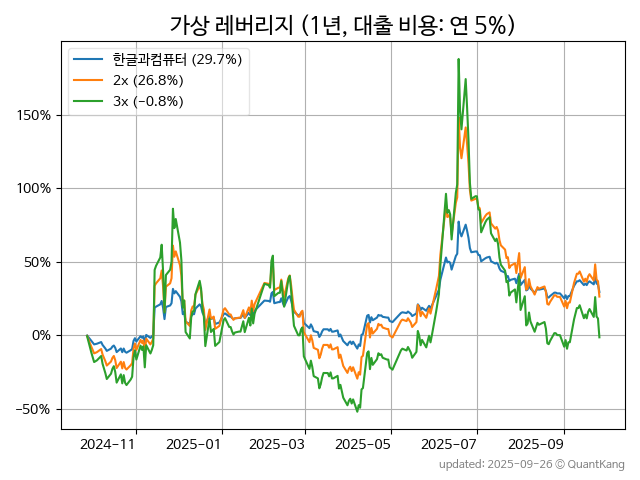 가상 레버리지 (1년, 대출 비용: 연 5%)
한글과컴퓨터 (29.7%)
2x (26.8%)
3x (-0.8%)
150%
100%
50%
0%
−50%
2024-11
2025-01
2025-03
2025-05
2025-07
2025-09
updated: 2025-09-26 © QuantKang